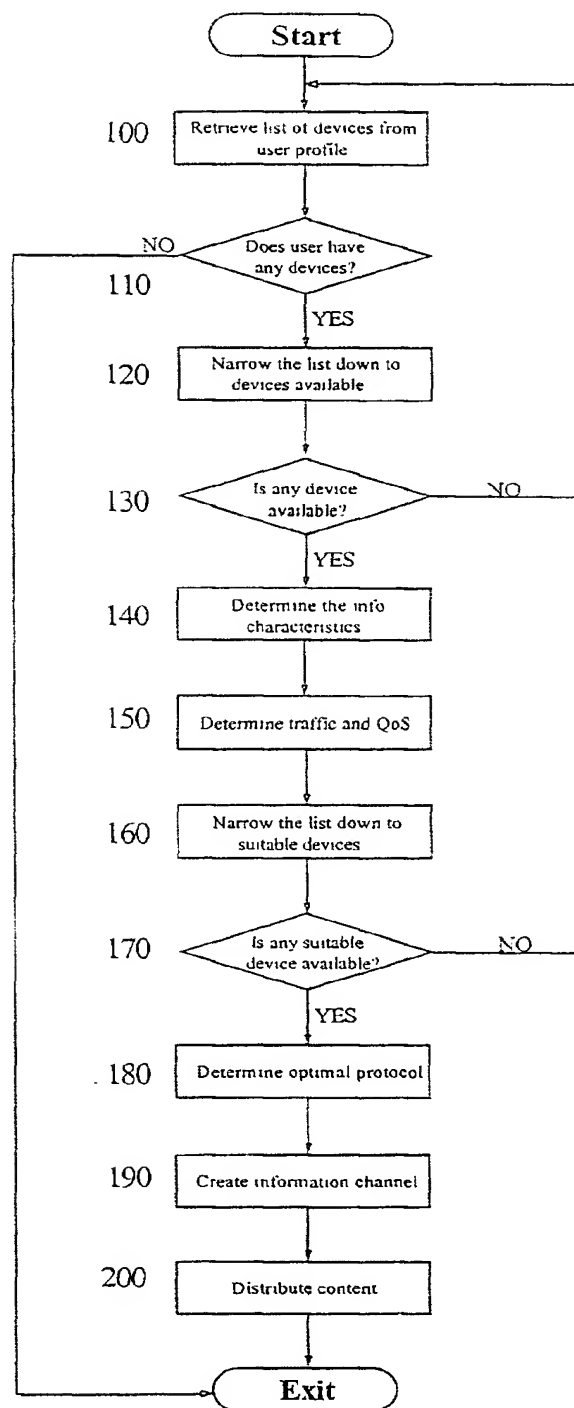 Start
100
Retrieve list of devices from
user profile
NO
Does user have
any devices?
110
YES
120
Narrow the list down to
devices available
130
Is any device
available?
NO
YES
140
Determine the info
characteristics
150
Determine traffic and QoS
160
Narrow the list down to
suitable devices
170
Is any suitable
device available?
NO
YES
180
Determine optimal protocol
190
Create information channel
200
Distribute content
Exit